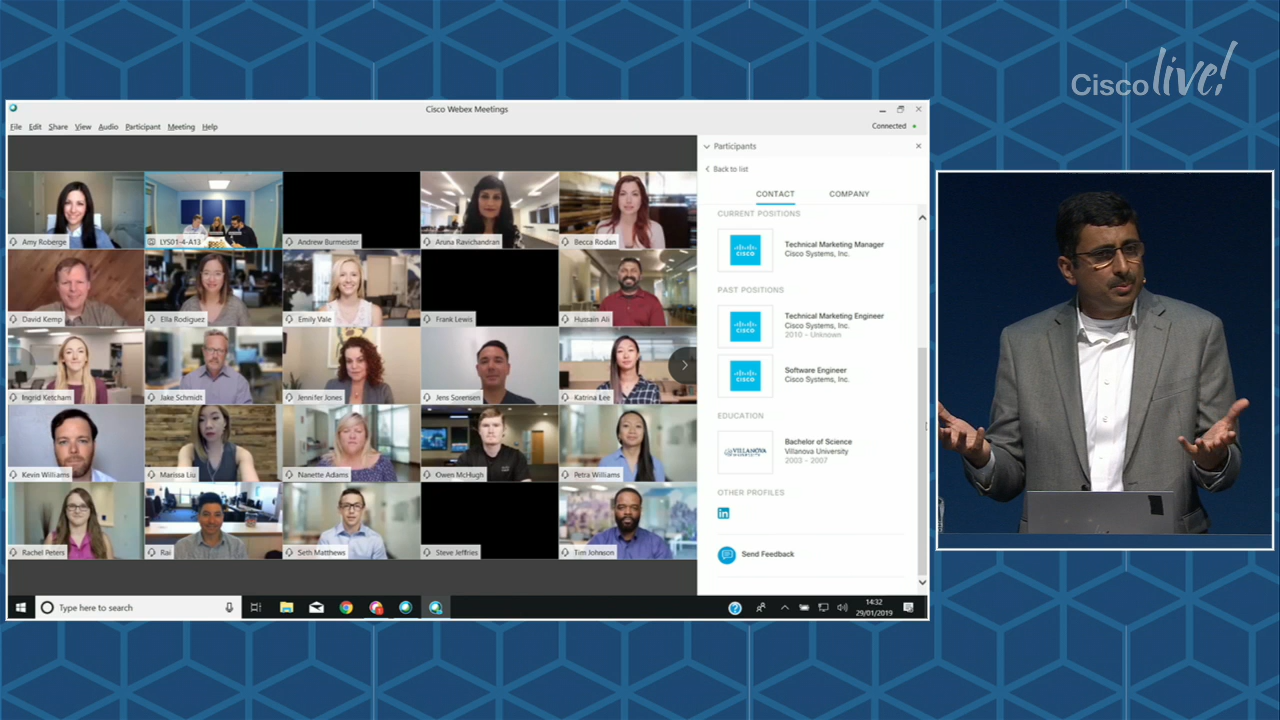 Cisco live!
Cisco Webex Meetings
File Edit Share View Audio Participant Meeting Help
Connected
Participants
Back to list
CONTACT COMPANY
CURRENT POSITIONS
Technical Marketing Manager
Cisco Systems, Inc.
CISCO
PAST POSITIONS
Technical Marketing Engineer
Cisco Systems, Inc.
2010 - Unknown
CISCO
Software Engineer
Cisco Systems, Inc.
CISCO
EDUCATION
Bachelor of Science
Villanova University
2003 - 2007
VILLANOVA
OTHER PROFILES
in
Send Feedback
Amy Roberge LYS01-4-A13 Andrew Burmeister Aruna Ravichandran Becca Rodan
David Kemp Ella Rodiguez Emily Vale Frank Lewis Hussain Ali
Ingrid Ketcham Jake Schmidt Jennifer Jones Jens Sorensen Katrina Lee
Kevin Williams Marissa Liu Nanette Adams Owen McHugh Petra Williams
Rachel Peters Rai Seth Matthews Steve Jeffries Tim Johnson
Type here to search
14:32
29/01/2019